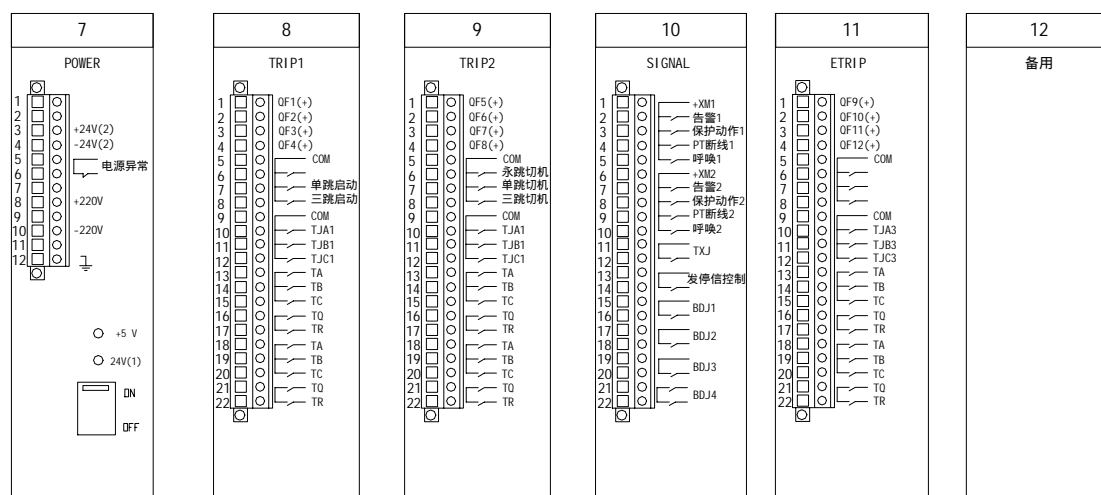 7
POWER
1
2
3
4
5
6
7
8
9
10
11
12
+24V(2)
-24V(2)
电源异常
+220V
-220V
+5 V
24V(1)
ON
OFF
8
TRIP1
1
2
3
4
5
6
7
8
9
10
11
12
13
14
15
16
17
18
19
20
21
22
QF1(+)
QF2(+)
QF3(+)
QF4(+)
COM
单跳启动
三跳启动
COM
TJA1
TJB1
TJC1
TA
TB
TC
TQ
TR
TA
TB
TC
TQ
TR
9
TRIP2
1
2
3
4
5
6
7
8
9
10
11
12
13
14
15
16
17
18
19
20
21
22
QF5(+)
QF6(+)
QF7(+)
QF8(+)
COM
永跳切机
单跳切机
三跳切机
COM
TJA1
TJB1
TJC1
TA
TB
TC
TQ
TR
TA
TB
TC
TQ
TR
10
SIGNAL
1
2
3
4
5
6
7
8
9
10
11
12
13
14
15
16
17
18
19
20
21
22
+XM1
告警1
保护动作1
PT断线1
呼唤1
+XM2
告警2
保护动作2
PT断线2
呼唤2
TXJ
发停信控制
BDJ1
BDJ2
BDJ3
BDJ4
11
ETRIP
1
2
3
4
5
6
7
8
9
10
11
12
13
14
15
16
17
18
19
20
21
22
QF9(+)
QF10(+)
QF11(+)
QF12(+)
COM
COM
TJA3
TJB3
TJC3
TA
TB
TC
TQ
TR
TA
TB
TC
TQ
TR
12
备用